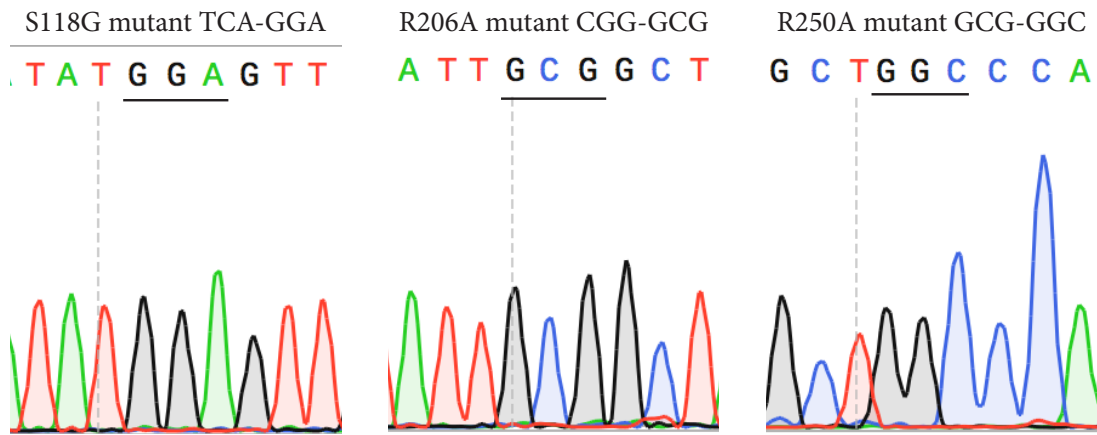 S118G mutant TCA-GGA
T A T G G A G T T
R206A mutant CGG-GCG
A T T G C G G C T
R250A mutant GCG-GGC
G C T G G C C C A